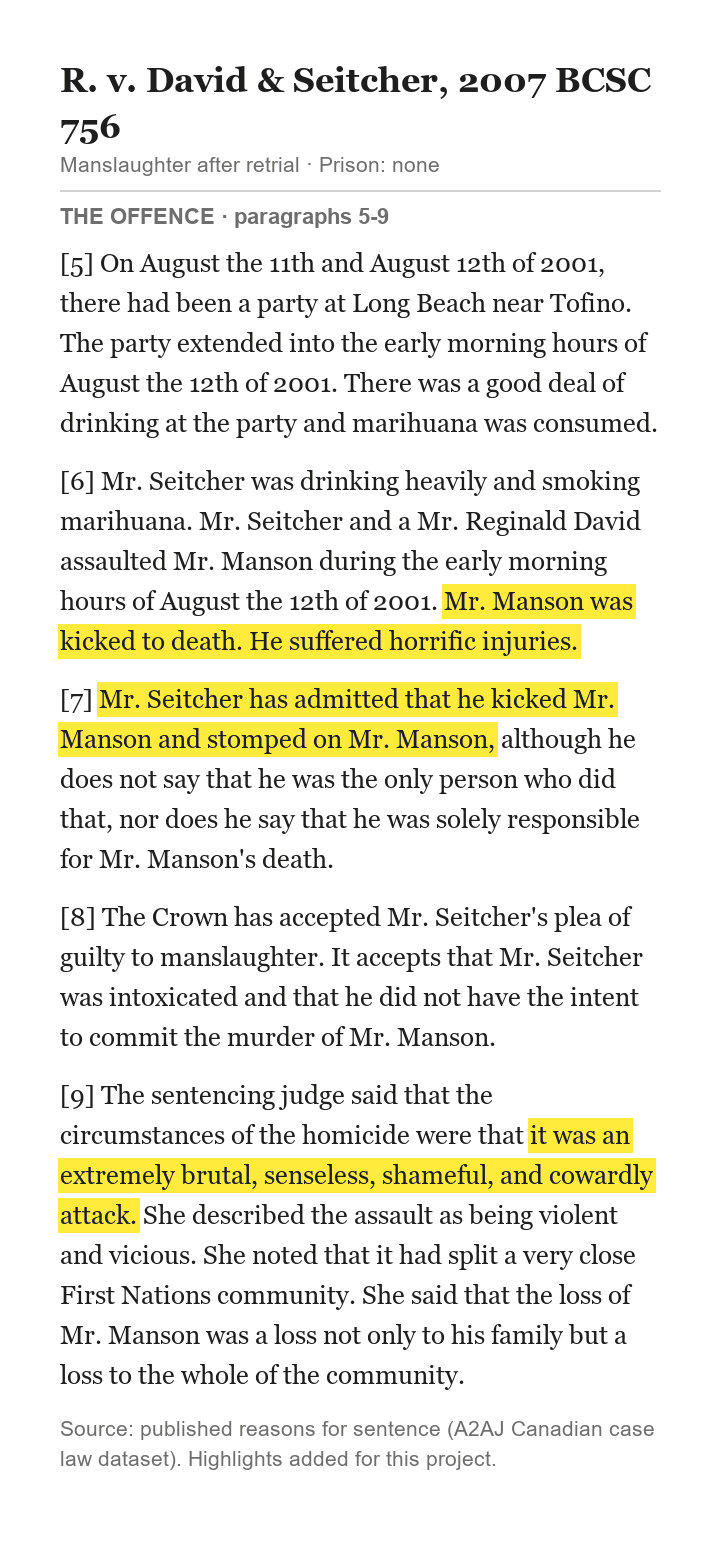 R. v. David & Seitcher, 2007 BCSC
756
Manslaughter after retrial · Prison: none
THE OFFENCE · paragraphs 5-9
[5] On August the 11th and August 12th of 2001,
there had been a party at Long Beach near Tofino.
The party extended into the early morning hours of
August the 12th of 2001. There was a good deal of
drinking at the party and marihuana was consumed.
[6] Mr. Seitcher was drinking heavily and smoking
marihuana. Mr. Seitcher and a Mr. Reginald David
assaulted Mr. Manson during the early morning
hours of August the 12th of 2001. Mr. Manson was
kicked to death. He suffered horrific injuries.
[7] Mr. Seitcher has admitted that he kicked Mr.
Manson and stomped on Mr. Manson, although he
does not say that he was the only person who did
that, nor does he say that he was solely responsible
for Mr. Manson's death.
[8] The Crown has accepted Mr. Seitcher's plea of
guilty to manslaughter. It accepts that Mr. Seitcher
was intoxicated and that he did not have the intent
to commit the murder of Mr. Manson.
[9] The sentencing judge said that the
circumstances of the homicide were that it was an
extremely brutal, senseless, shameful, and cowardly
attack. She described the assault as being violent
and vicious. She noted that it had split a very close
First Nations community. She said that the loss of
Mr. Manson was a loss not only to his family but a
loss to the whole of the community.
Source: published reasons for sentence (A2AJ Canadian case
law dataset). Highlights added for this project.